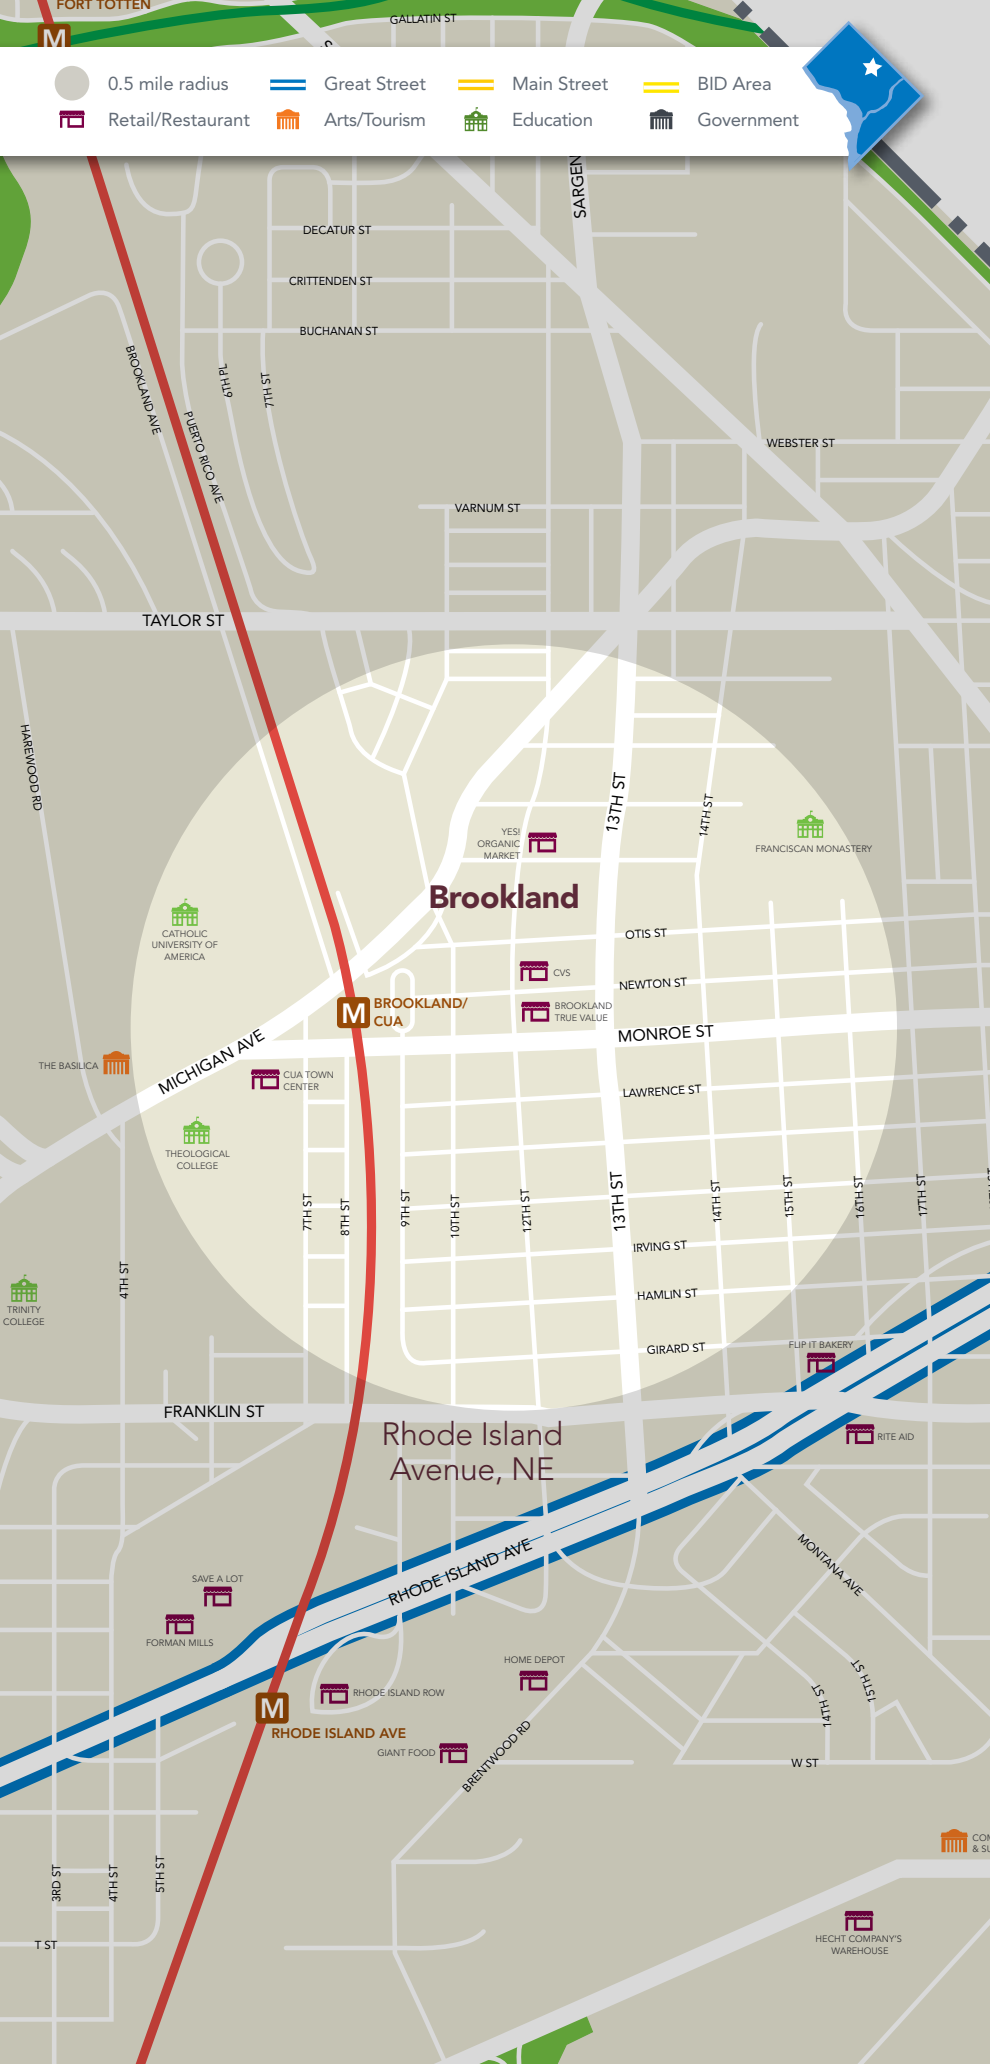 FORT TOTTEN
M
GALLATIN ST
0.5 mile radius
Great Street
Main Street
BID Area
Retail/Restaurant
Arts/Tourism
Education
Government
SARGEN
DECATUR ST
CRITTENDEN ST
BUCHANAN ST
BROOKLAND AVE
6TH PL
7TH ST
PUERTO RICO AVE
WEBSTER ST
VARNUM ST
TAYLOR ST
HAREWOOD RD
13TH ST
14TH ST
YES!
ORGANIC
MARKET
FRANCISCAN MONASTERY
Brookland
CATHOLIC
UNIVERSITY OF
AMERICA
OTIS ST
CVS
NEWTON ST
M
BROOKLAND/
CUA
BROOKLAND
TRUE VALUE
MONROE ST
MICHIGAN AVE
THE BASILICA
CUA TOWN
CENTER
LAWRENCE ST
THEOLOGICAL
COLLEGE
7TH ST
8TH ST
9TH ST
10TH ST
12TH ST
13TH ST
14TH ST
15TH ST
16TH ST
17TH ST
4TH ST
IRVING ST
HAMLIN ST
TRINITY
COLLEGE
GIRARD ST
FLIP IT BAKERY
FRANKLIN ST
Rhode Island
Avenue, NE
RITE AID
RHODE ISLAND AVE
MONTANA AVE
SAVE A LOT
FORMAN MILLS
HOME DEPOT
15TH ST
14TH ST
RHODE ISLAND ROW
M
RHODE ISLAND AVE
GIANT FOOD
BRENTWOOD RD
W ST
COM
& SU
3RD ST
4TH ST
5TH ST
T ST
HECHT COMPANY'S
WAREHOUSE